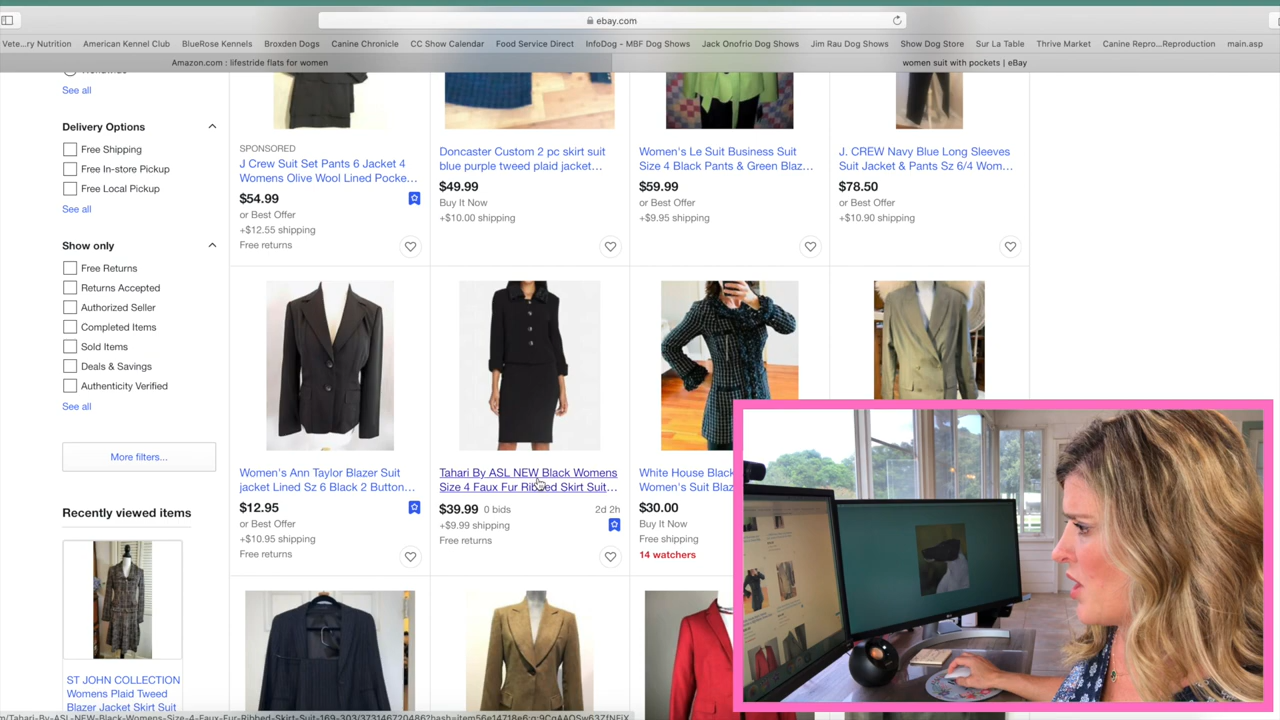 ebay.com
Vete...ry Nutrition American Kennel Club BlueRose Kennels Broxden Dogs Canine Chronicle CC Show Calendar Food Service Direct InfoDog - MBF Dog Shows Jack Onofrio Dog Shows Jim Rau Dog Shows Show Dog Store Sur La Table Thrive Market Canine Repro...Reproduction main.asp
Amazon.com : lifestride flats for women
women suit with pockets | eBay
See all
Delivery Options
Free Shipping
Free In-store Pickup
Free Local Pickup
See all
Show only
Free Returns
Returns Accepted
Authorized Seller
Completed Items
Sold Items
Deals & Savings
Authenticity Verified
See all
More filters...
Recently viewed items
ST JOHN COLLECTION
Womens Plaid Tweed
Blazer Jacket Skirt Suit
SPONSORED
J Crew Suit Set Pants 6 Jacket 4
Womens Olive Wool Lined Pocke...
$54.99
or Best Offer
+$12.55 shipping
Free returns
Doncaster Custom 2 pc skirt suit
blue purple tweed plaid jacket...
$49.99
Buy It Now
+$10.00 shipping
Women's Le Suit Business Suit
Size 4 Black Pants & Green Blaz...
$59.99
or Best Offer
+$9.95 shipping
J. CREW Navy Blue Long Sleeves
Suit Jacket & Pants Sz 6/4 Wom...
$78.50
or Best Offer
+$10.90 shipping
Women's Ann Taylor Blazer Suit
jacket Lined Sz 6 Black 2 Button...
$12.95
or Best Offer
+$10.95 shipping
Free returns
Tahari By ASL NEW Black Womens
Size 4 Faux Fur Ribbed Skirt Suit...
$39.99 0 bids 2d 2h
+$9.99 shipping
Free returns
White House Black
Women's Suit Blaz
$30.00
Buy It Now
Free shipping
14 watchers